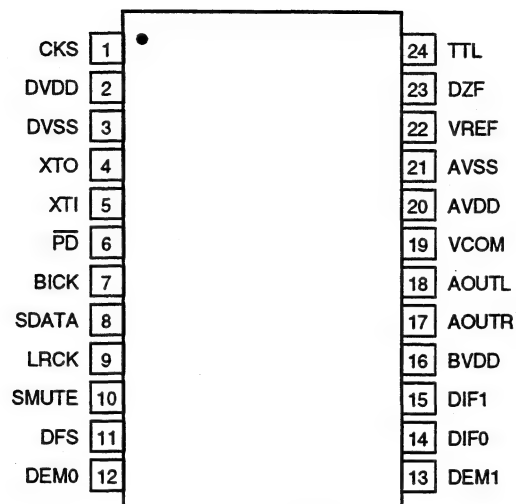 CKS 1 24 TTL
DVDD 2 23 DZF
DVSS 3 22 VREF
XTO 4 21 AVSS
XTI 5 20 AVDD
PD 6 19 VCOM
BICK 7 18 AOUTL
SDATA 8 17 AOUTR
LRCK 9 16 BVDD
SMUTE 10 15 DIF1
DFS 11 14 DIF0
DEM0 12 13 DEM1